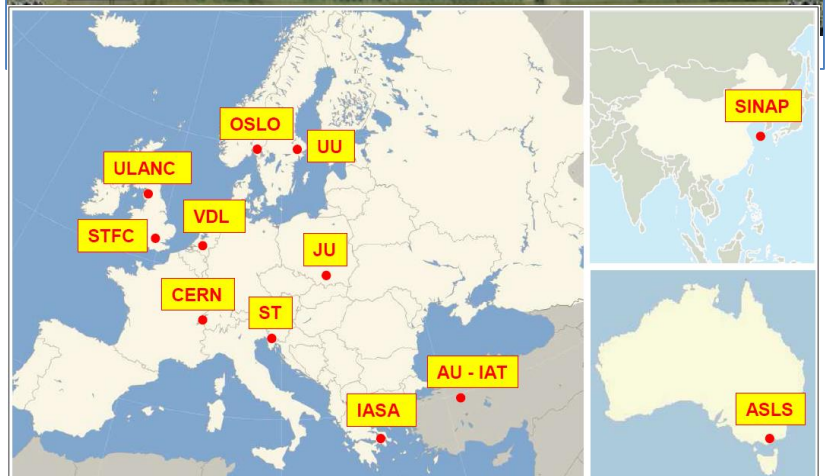 OSLO
UU
ULANC
VDL
STFC
JU
CERN
ST
AU - IAT
IASA
SINAP
ASLS